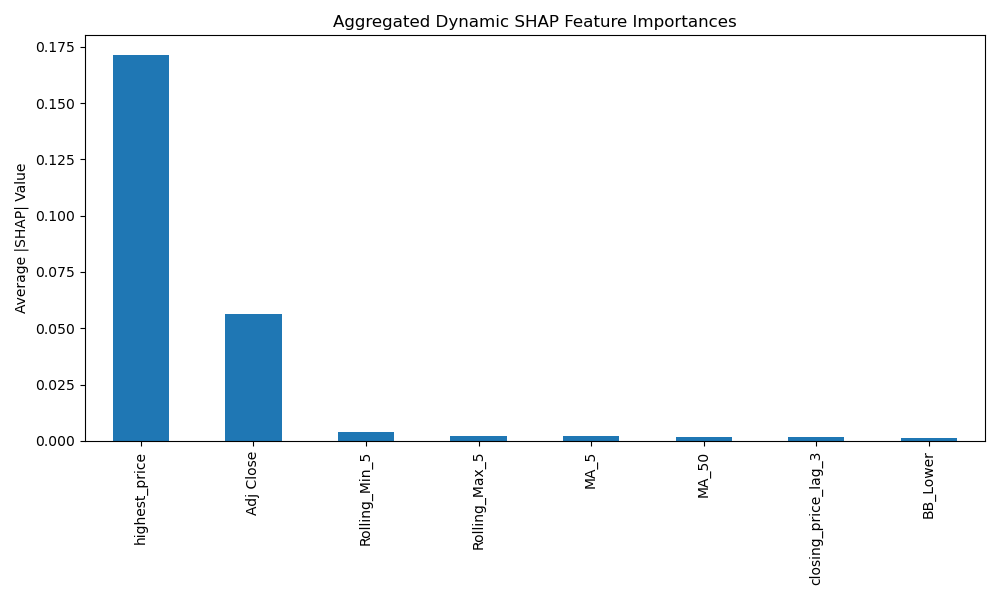 Aggregated Dynamic SHAP Feature Importances
Average |SHAP| Value
0.175
0.150
0.125
0.100
0.075
0.050
0.025
0.000
highest_price
Adj Close
Rolling_Min_5
Rolling_Max_5
MA_5
MA_50
closing_price_lag_3
BB_Lower